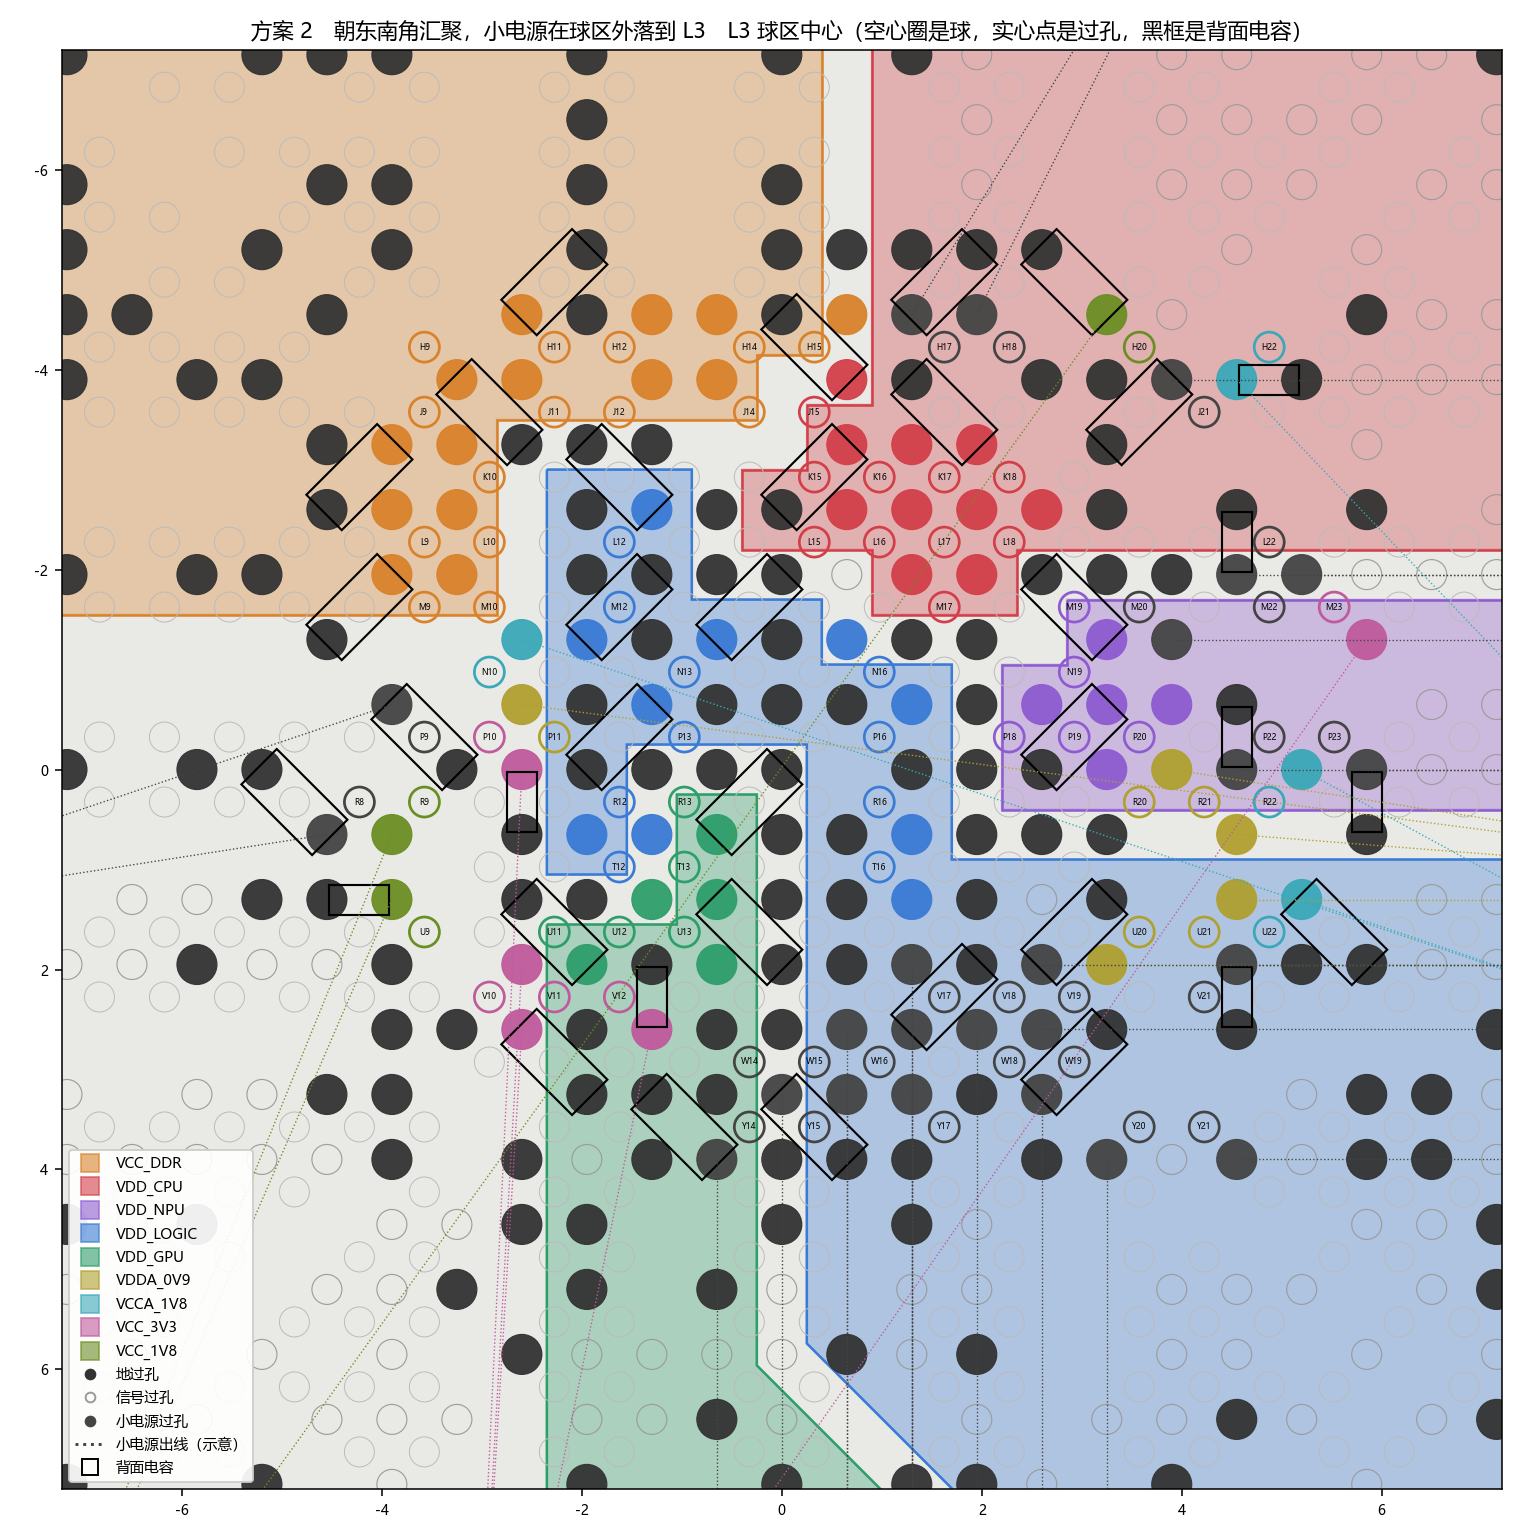 方案 2　朝东南角汇聚，小电源在球区外落到 L3　L3 球区中心（空心圈是球，实心点是过孔，黑框是背面电容）
-6
H9 H11 H12 H14 H15 H17 H18 H20 H22
-4
J9 J11 J12 J14 J15 J21
K10 K15 K16 K17 K18
L9 L10 L12 L15 L16 L17 L18 L22
-2
M9 M10 M12 M17 M19 M20 M22 M23
N10 N13 N16 N19
P9 P10 P11 P13 P16 P18 P19 P20 P22 P23
0
R8 R9 R12 R13 R16 R20 R21 R22
T12 T13 T16
U9 U11 U12 U13 U20 U21 U22
2
V10 V11 V12 V17 V18 V19 V21
W14 W15 W16 W18 W19
Y14 Y15 Y17 Y20 Y21
4
6
VCC_DDR
VDD_CPU
VDD_NPU
VDD_LOGIC
VDD_GPU
VDDA_0V9
VCCA_1V8
VCC_3V3
VCC_1V8
地过孔
信号过孔
小电源过孔
小电源出线（示意）
背面电容
-6 -4 -2 0 2 4 6